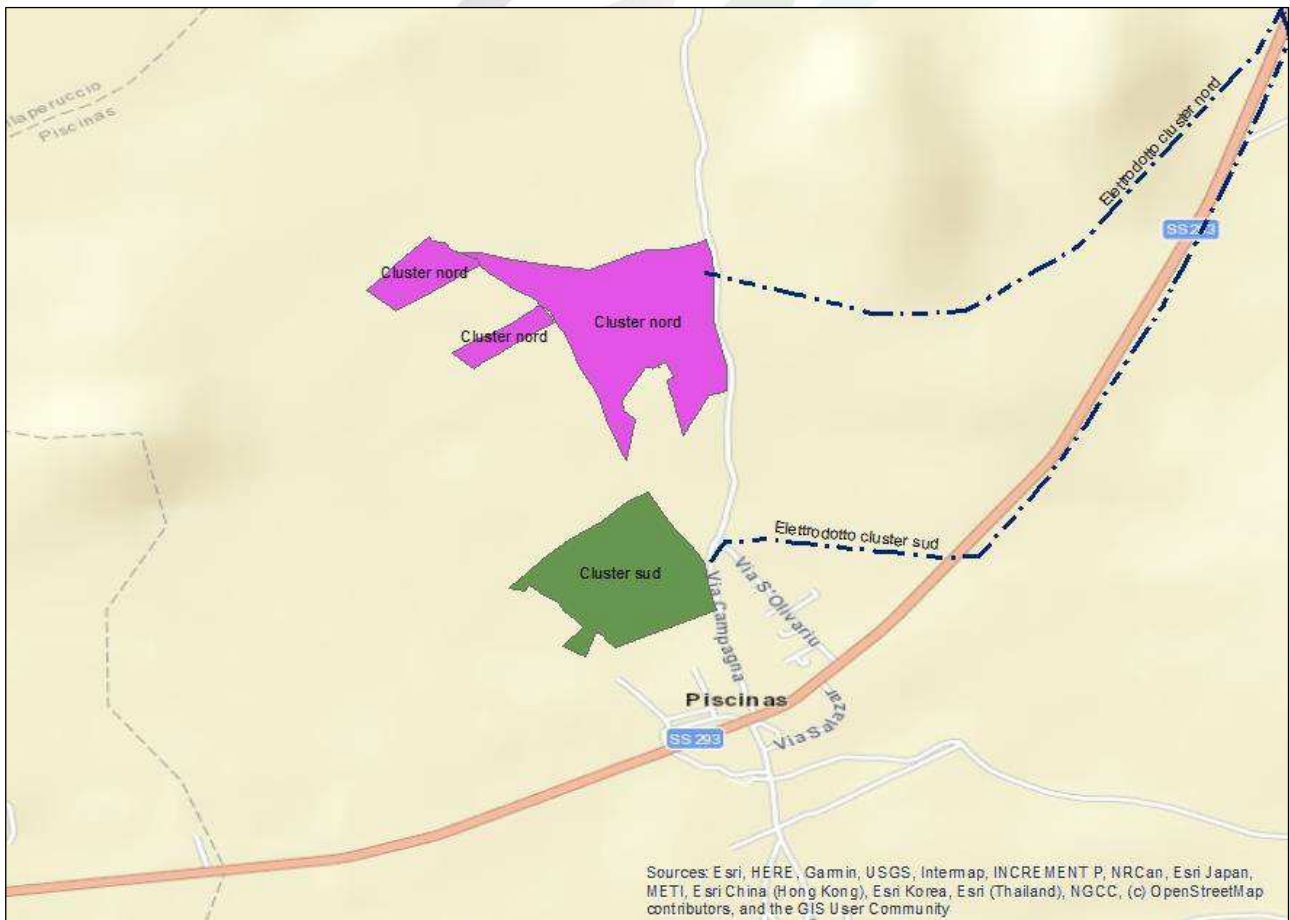 Piscinas
Elettrodotto cluster nord
SS 293
Cluster nord
Cluster nord
Cluster nord
Elettrodotto cluster sud
Cluster sud
Via Campagna
Via S'Olivariu
Piscinas
Via Salazar
SS 293
Sources: Esri, HERE, Garmin, USGS, Intermap, INCREMENT P, NRCan, Esri Japan,
METI, Esri China (Hong Kong), Esri Korea, Esri (Thailand), NGCC, (c) OpenStreetMap
contributors, and the GIS User Community